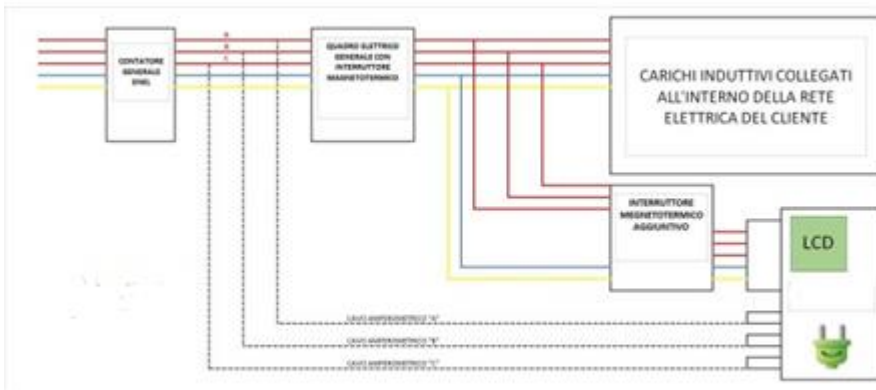 A
B
C
CONTATORE
GENERALE
ENEL
QUADRO ELETTRICO
GENERALE CON
INTERRUTTORE
MAGNETOTERMICO
CARICHI INDUTTIVI COLLEGATI
ALL'INTERNO DELLA RETE
ELETTRICA DEL CLIENTE
INTERRUTTORE
MEGNETOTERMICO
AGGIUNTIVO
LCD
CAVO AMPEROMETRICO "A"
CAVO AMPEROMETRICO "B"
CAVO AMPEROMETRICO "C"